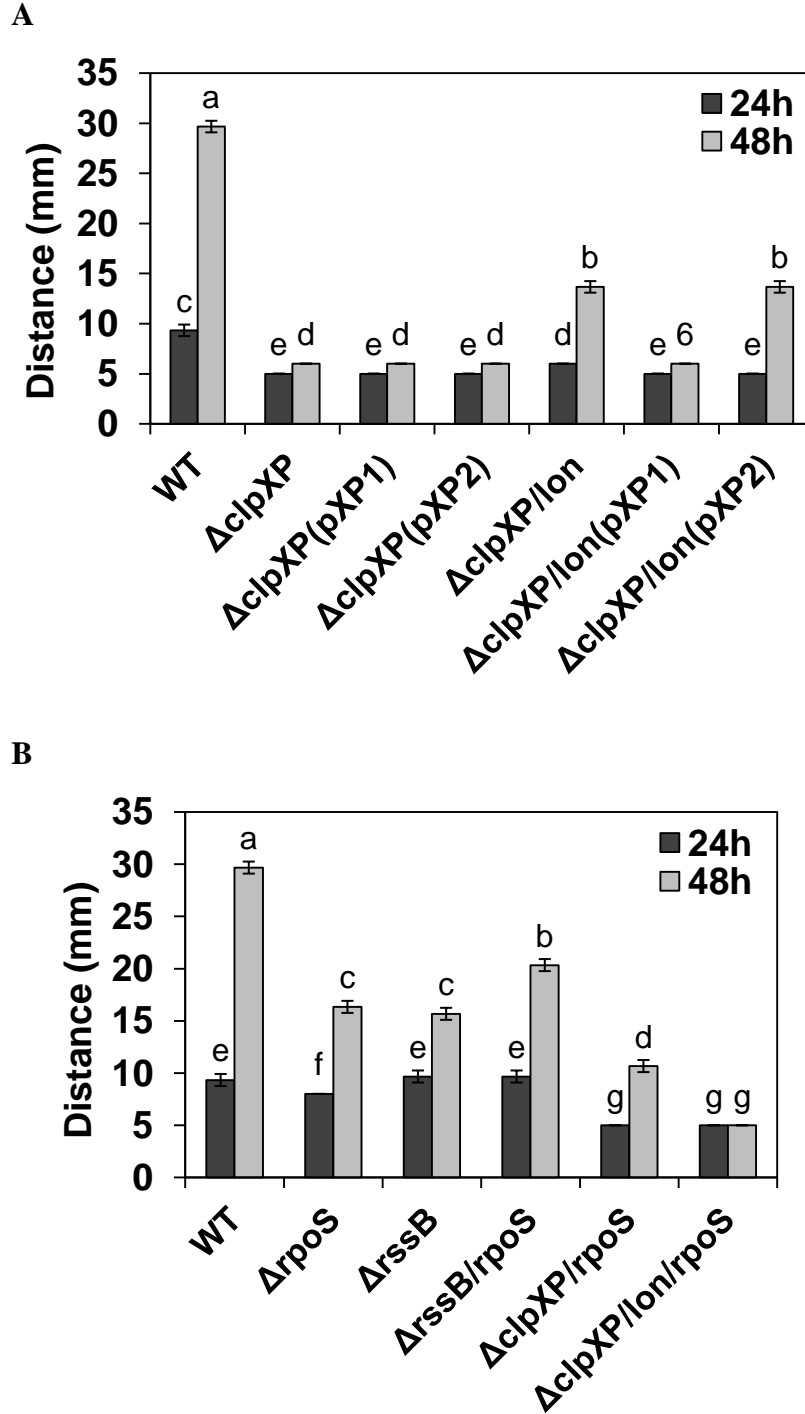 A
35
30
25
20
15
10
5
0
Distance (mm)
24h
48h
c a
e d
e d
e d
d b
e 6
e b
WT
ΔclpXP
ΔclpXP(pXP1)
ΔclpXP(pXP2)
ΔclpXP/lon
ΔclpXP/lon(pXP1)
ΔclpXP/lon(pXP2)
B
35
30
25
20
15
10
5
0
Distance (mm)
24h
48h
e a
f c
e c
e b
g d
g g
WT
ΔrpoS
ΔrssB
ΔrssB/rpoS
ΔclpXP/rpoS
ΔclpXP/lon/rpoS